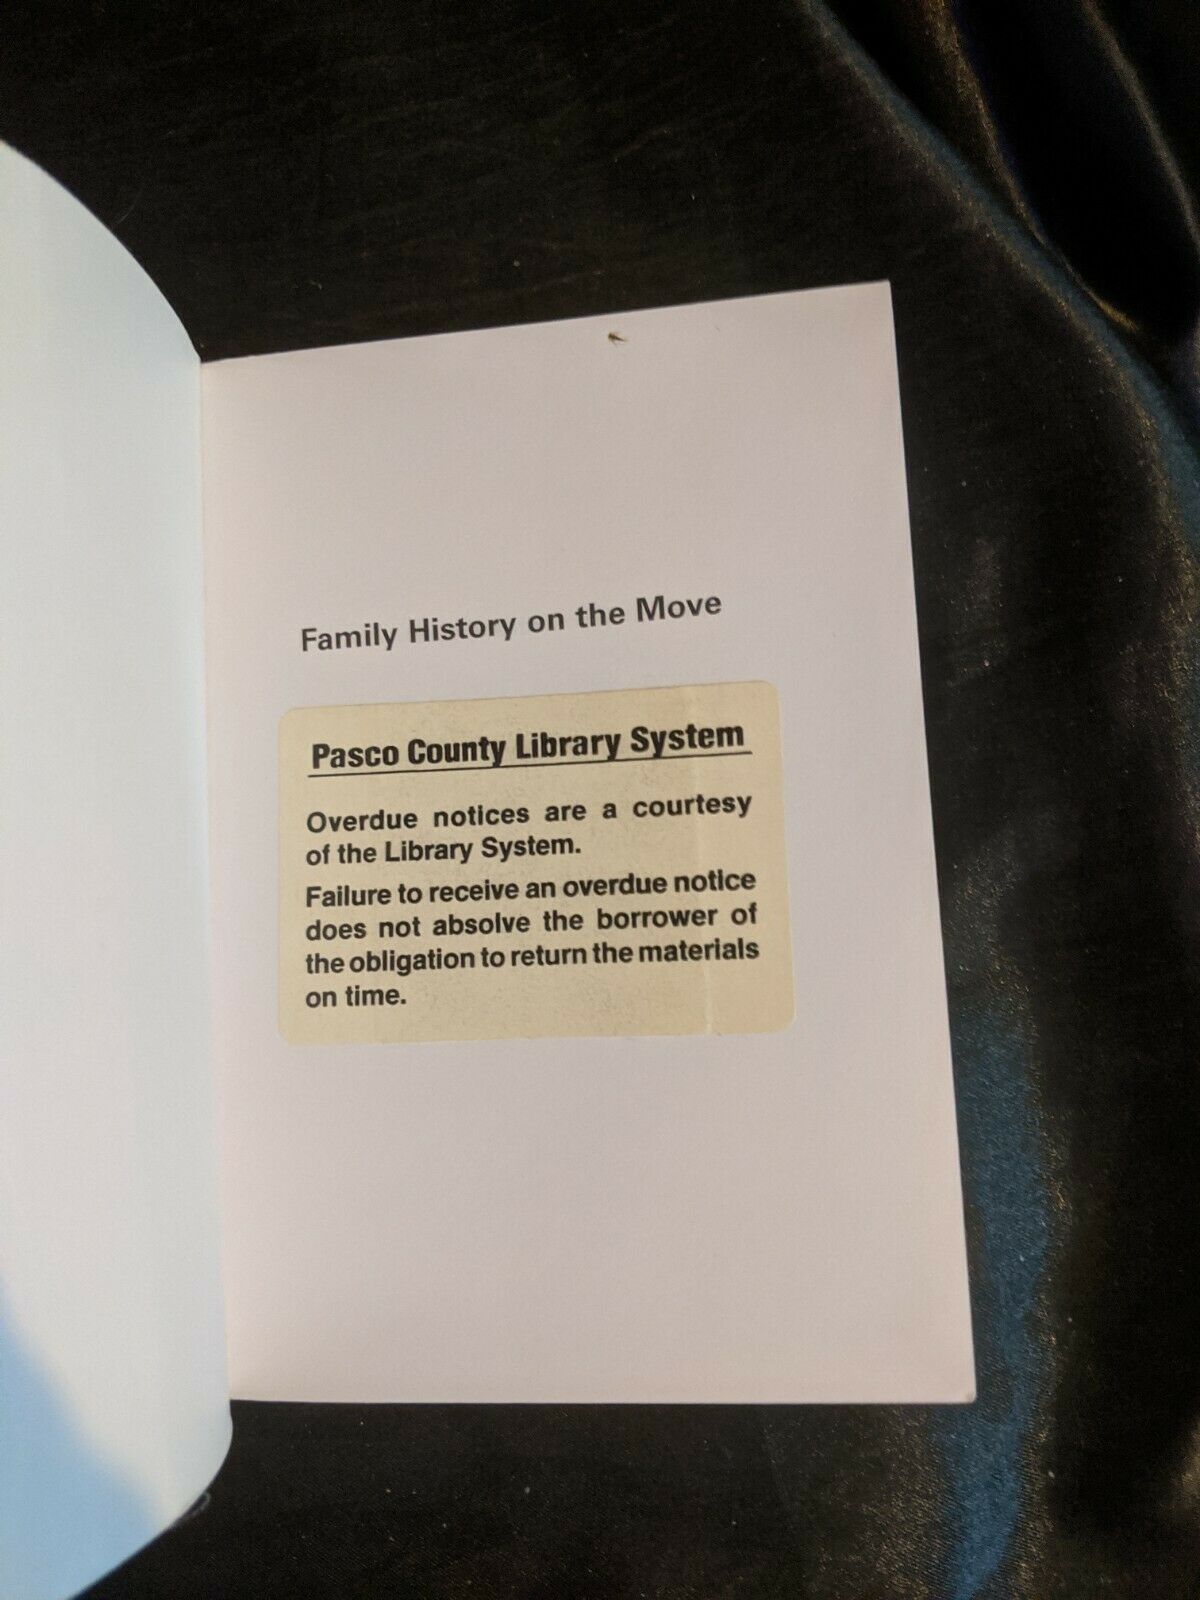 Family History on the Move
Pasco County Library System
Overdue notices are a courtesy
of the Library System.
Failure to receive an overdue notice
does not absolve the borrower of
the obligation to return the materials
on time.